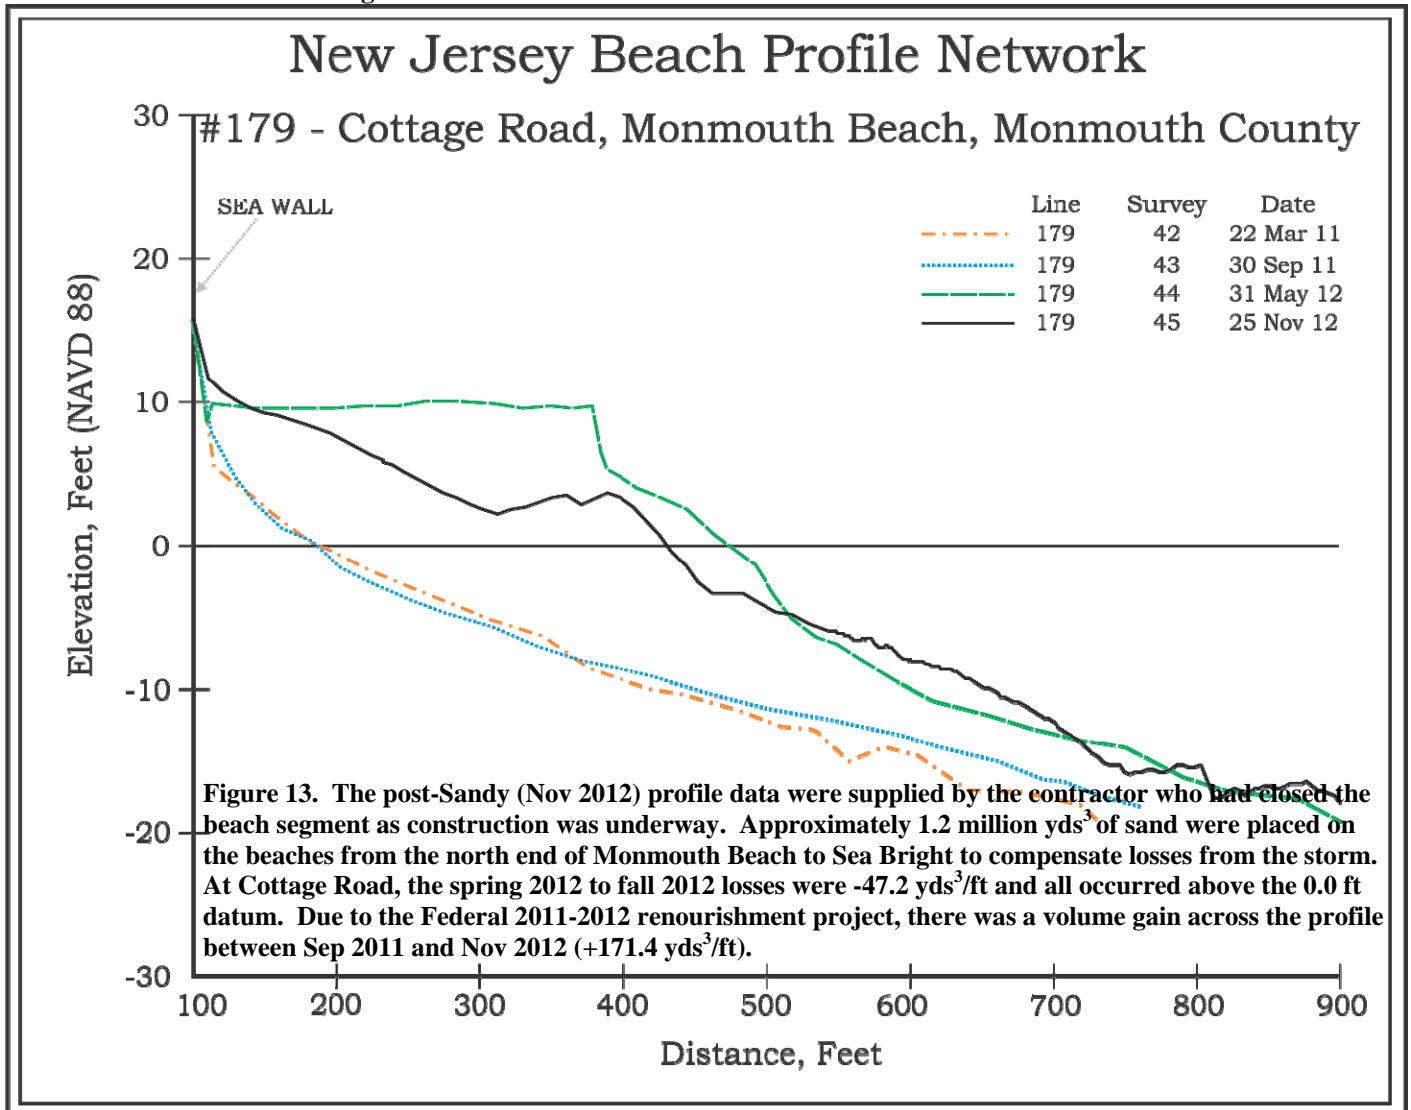 New Jersey Beach Profile Network
#179 - Cottage Road, Monmouth Beach, Monmouth County
SEA WALL
Line Survey Date
179 42 22 Mar 11
179 43 30 Sep 11
179 44 31 May 12
179 45 25 Nov 12
Elevation, Feet (NAVD 88)
30
20
10
0
-10
-20
-30
Figure 13. The post-Sandy (Nov 2012) profile data were supplied by the contractor who had closed the
beach segment as construction was underway. Approximately 1.2 million yds³ of sand were placed on
the beaches from the north end of Monmouth Beach to Sea Bright to compensate losses from the storm.
At Cottage Road, the spring 2012 to fall 2012 losses were -47.2 yds³/ft and all occurred above the 0.0 ft
datum. Due to the Federal 2011-2012 renourishment project, there was a volume gain across the profile
between Sep 2011 and Nov 2012 (+171.4 yds³/ft).
100 200 300 400 500 600 700 800 900
Distance, Feet